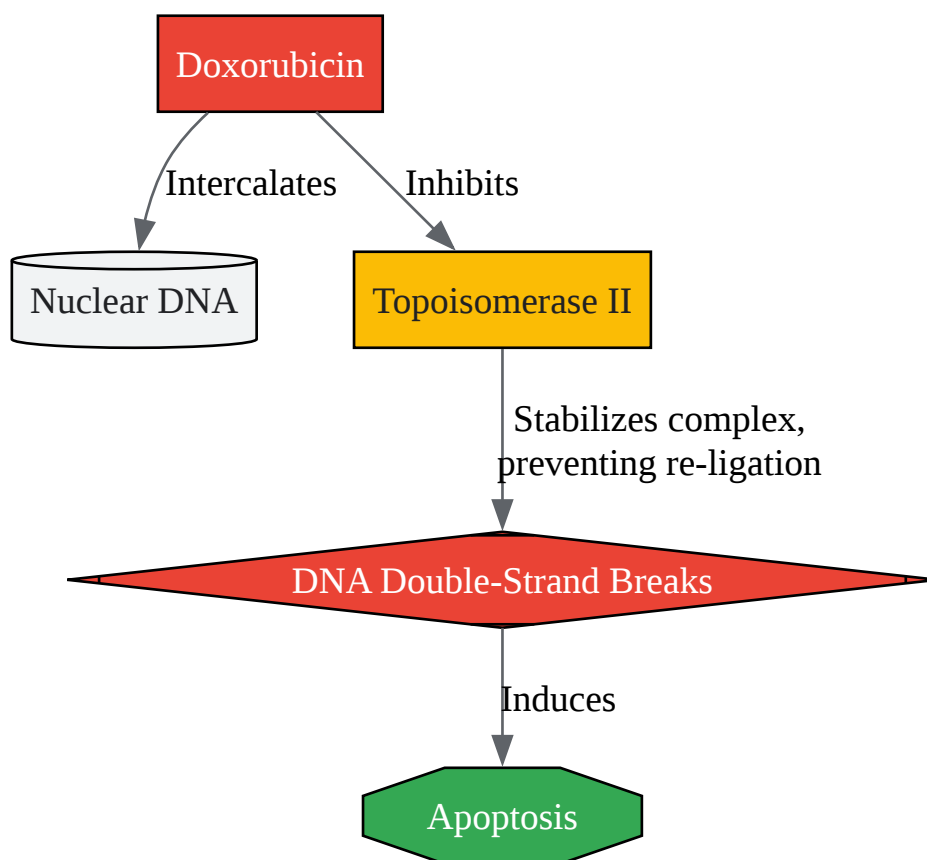 Doxorubicin
Intercalates
Inhibits
Nuclear DNA
Topoisomerase II
Stabilizes complex,
preventing re-ligation
DNA Double-Strand Breaks
Induces
Apoptosis